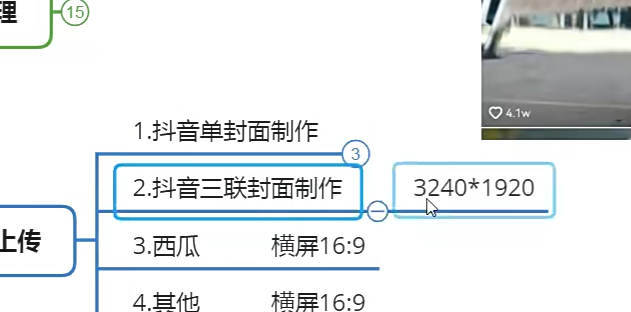 理
15
4.1w
1.抖音单封面制作
3
2.抖音三联封面制作
3240*1920
上传
3.西瓜 横屏16:9
4.其他 横屏16:9